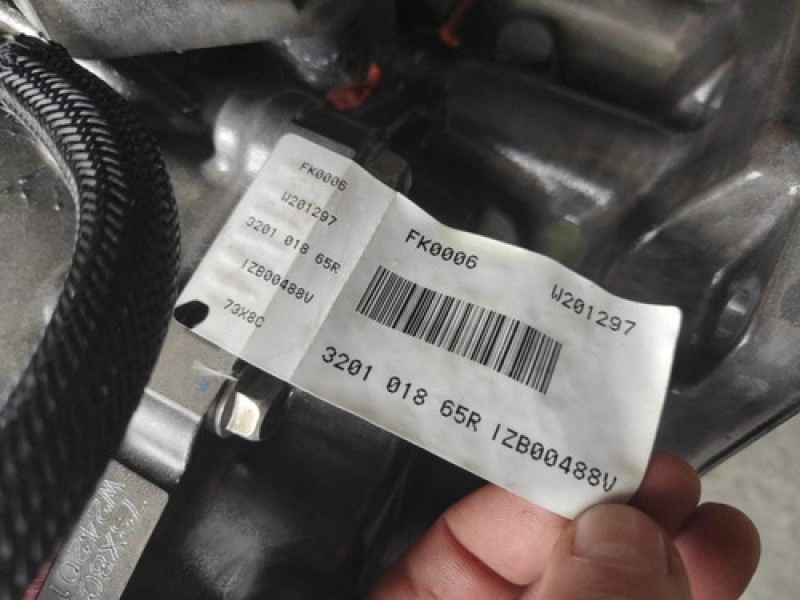 FK0006
W201297
3201 018 65R
IZB00488V
73X8C
FK0006
W201297
3201 018 65R IZB00488V